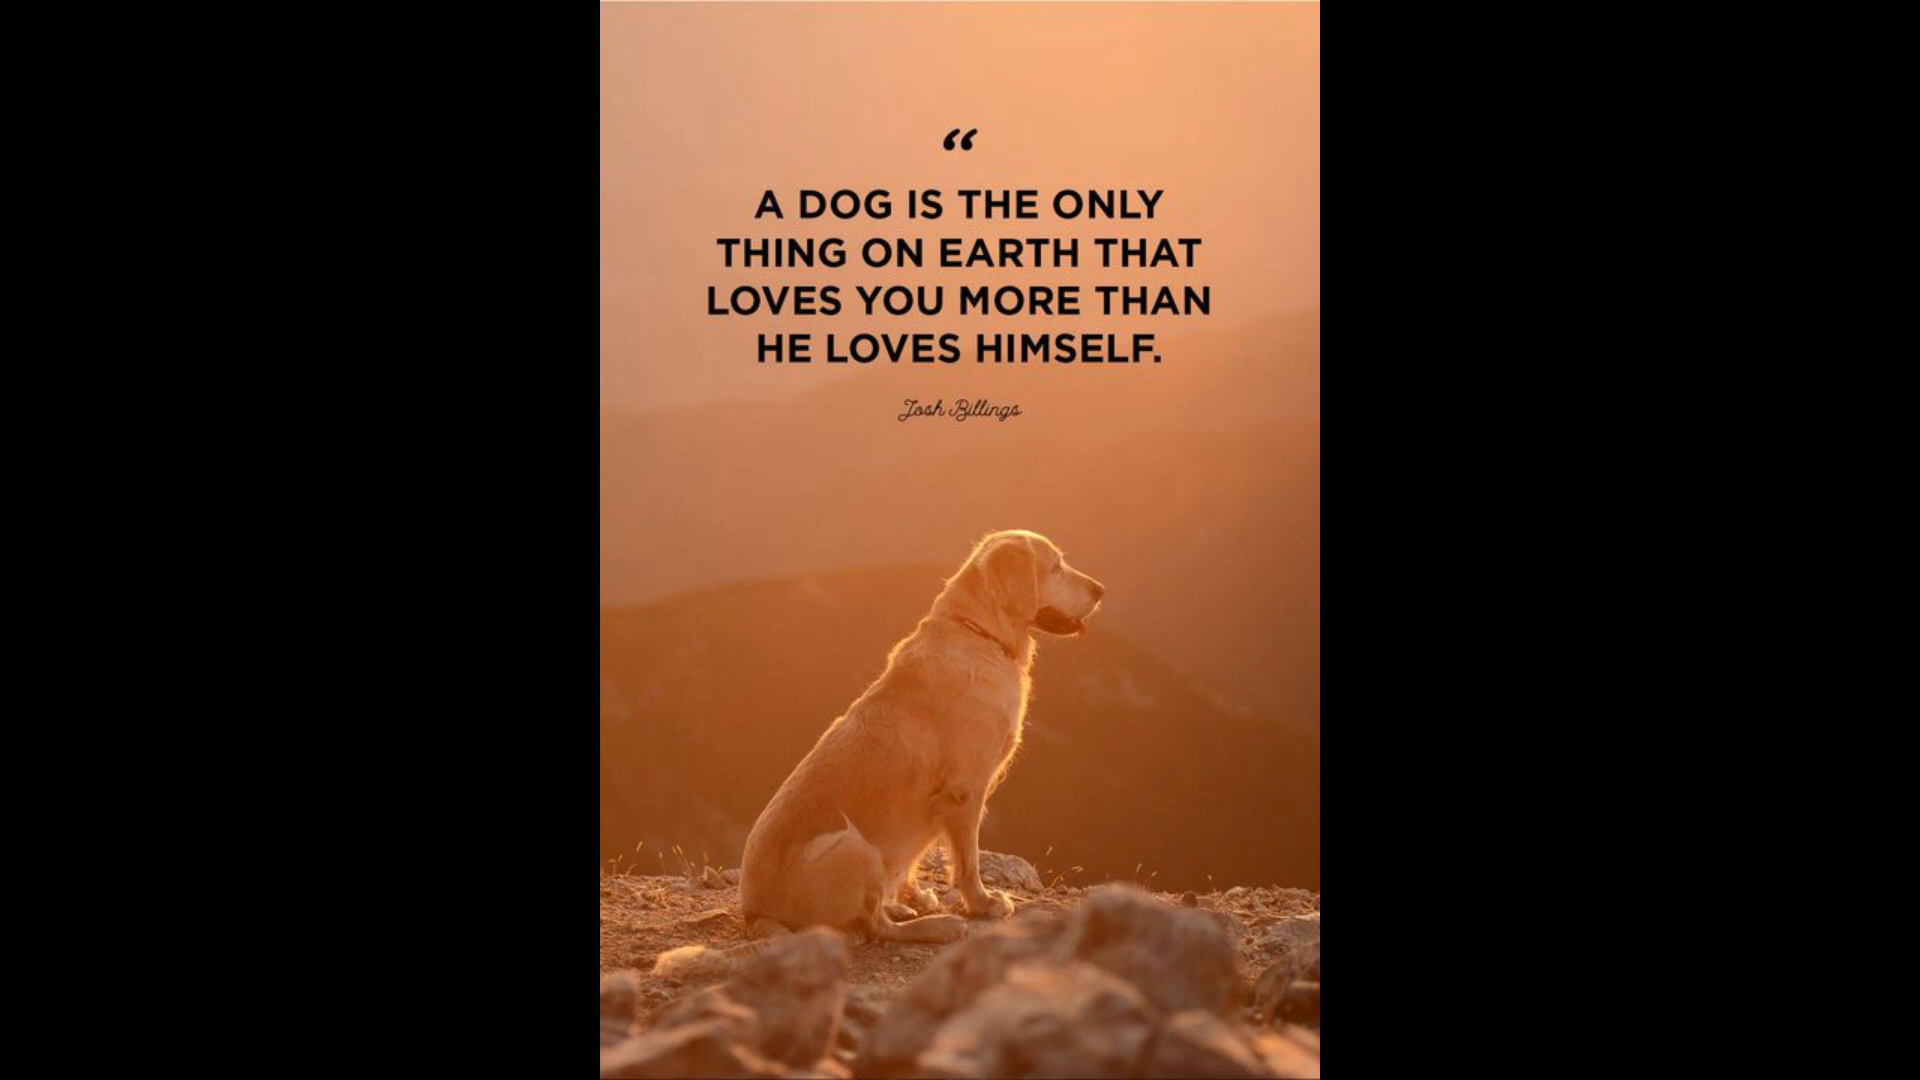 “
A DOG IS THE ONLY
THING ON EARTH THAT
LOVES YOU MORE THAN
HE LOVES HIMSELF.
Josh Billings